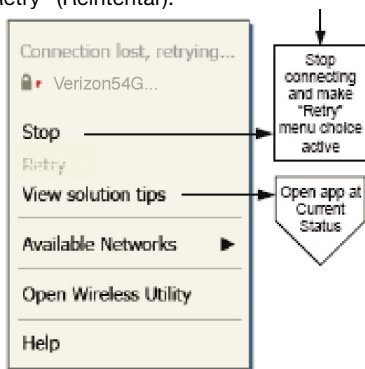 Retry" (Reintentar).
Connection lost, retrying...
Verizon54G...
Stop
Retry
View solution tips
Available Networks
Open Wireless Utility
Help
Stop
connecting
and make
"Retry"
menu choice
active
Open app at
Current
Status